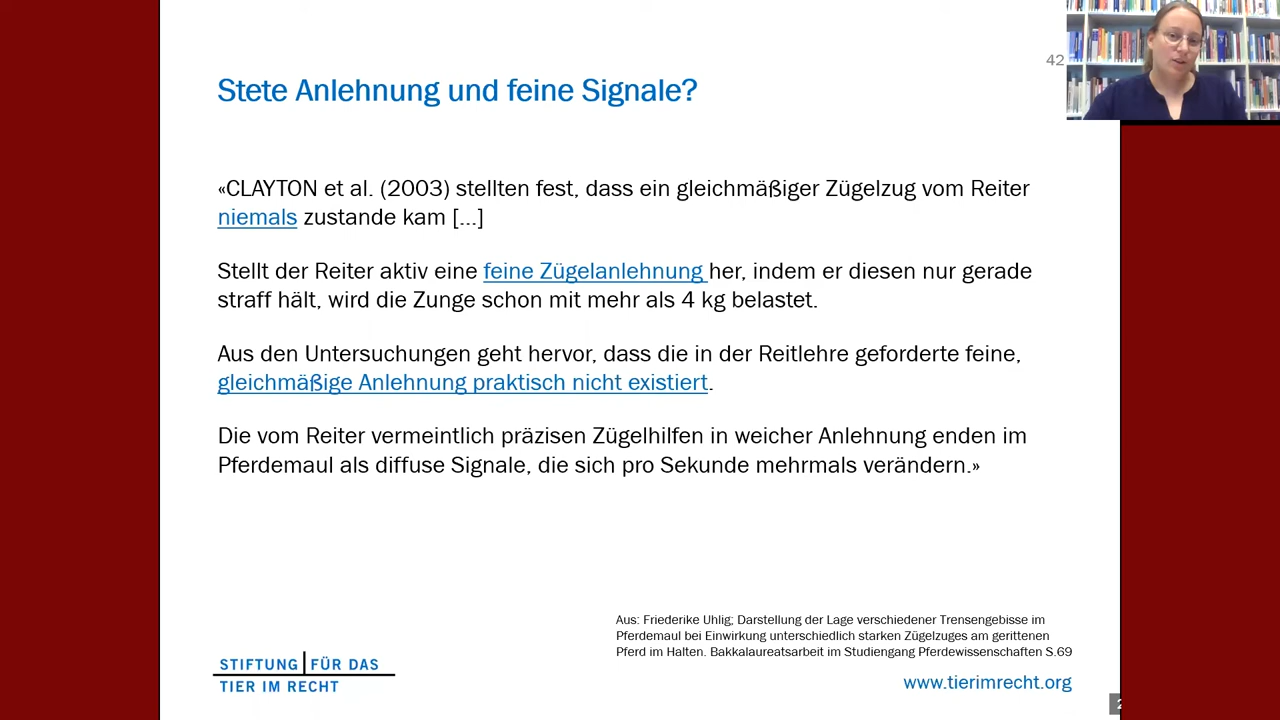 42
Stete Anlehnung und feine Signale?
«CLAYTON et al. (2003) stellten fest, dass ein gleichmäßiger Zügelzug vom Reiter
niemals zustande kam [...]
Stellt der Reiter aktiv eine feine Zügelanlehnung her, indem er diesen nur gerade
straff hält, wird die Zunge schon mit mehr als 4 kg belastet.
Aus den Untersuchungen geht hervor, dass die in der Reitlehre geforderte feine,
gleichmäßige Anlehnung praktisch nicht existiert.
Die vom Reiter vermeintlich präzisen Zügelhilfen in weicher Anlehnung enden im
Pferdemaul als diffuse Signale, die sich pro Sekunde mehrmals verändern.»
Aus: Friederike Uhlig; Darstellung der Lage verschiedener Trensengebisse im
Pferdemaul bei Einwirkung unterschiedlich starken Zügelzuges am gerittenen
Pferd im Halten. Bakkalaureatsarbeit im Studiengang Pferdewissenschaften S.69
STIFTUNG FÜR DAS
TIER IM RECHT
www.tierimrecht.org